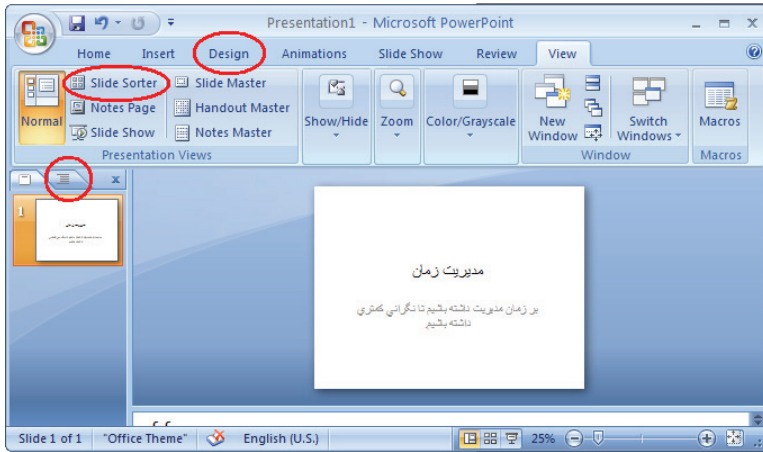 Presentation1 - Microsoft PowerPoint
Home Insert Design Animations Slide Show Review View
Slide Sorter Slide Master
Normal Notes Page Handout Master Show/Hide Zoom Color/Grayscale New Window Switch Windows Macros
Slide Show Notes Master
Presentation Views Window Macros
1
مدیریت زمان
بر زمان مدیریت داشته باشیم تا نگرانی کمتری
داشته باشیم
Slide 1 of 1 "Office Theme" English (U.S.) 25%